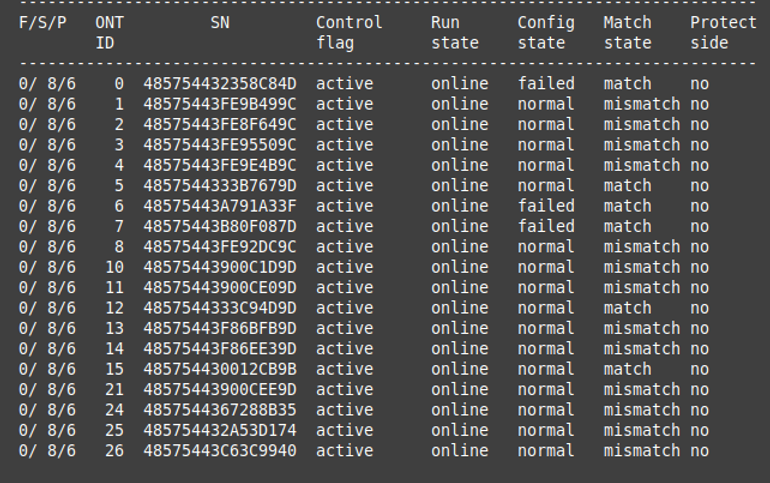 -----------------------------------------------------------------------------
F/S/P   ONT         SN         Control     Run      Config   Match    Protect
        ID                     flag        state    state    state    side
-----------------------------------------------------------------------------
0/ 8/6    0  485754432358C84D  active      online   failed   match    no
0/ 8/6    1  48575443FE9B499C  active      online   normal   mismatch no
0/ 8/6    2  48575443FE8F649C  active      online   normal   mismatch no
0/ 8/6    3  48575443FE95509C  active      online   normal   mismatch no
0/ 8/6    4  48575443FE9E4B9C  active      online   normal   mismatch no
0/ 8/6    5  4857544333B7679D  active      online   normal   match    no
0/ 8/6    6  48575443A791A33F  active      online   failed   match    no
0/ 8/6    7  48575443B80F087D  active      online   failed   match    no
0/ 8/6    8  48575443FE92DC9C  active      online   normal   mismatch no
0/ 8/6   10  48575443900C1D9D  active      online   normal   mismatch no
0/ 8/6   11  48575443900CE09D  active      online   normal   mismatch no
0/ 8/6   12  485754433​3C94D9D  active      online   normal   match    no
0/ 8/6   13  48575443F86BFB9D  active      online   normal   mismatch no
0/ 8/6   14  48575443F86EE39D  active      online   normal   mismatch no
0/ 8/6   15  485754430012CB9B  active      online   normal   match    no
0/ 8/6   21  48575443900CEE9D  active      online   normal   mismatch no
0/ 8/6   24  4857544367288B35  active      online   normal   mismatch no
0/ 8/6   25  48575443​2A53D174  active      online   normal   mismatch no
0/ 8/6   26  48575443C63C9940  active      online   normal   mismatch no